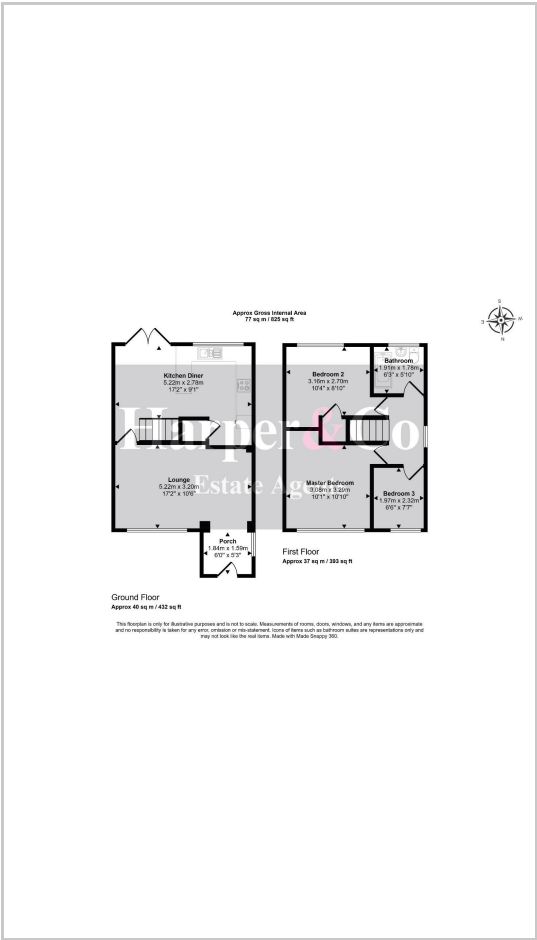 Approx Gross Internal Area
77 sq m / 825 sq ft
S
E
W
N
Kitchen Diner
5.22m x 2.78m
17'2" x 9'1"
Lounge
5.22m x 3.20m
17'2" x 10'6"
Porch
1.84m x 1.59m
6'0" x 5'3"
Ground Floor
Approx 40 sq m / 432 sq ft
Bedroom 2
3.16m x 2.70m
10'4" x 8'10"
Bathroom
1.91m x 1.78m
6'3" x 5'10"
Master Bedroom
3.08m x 3.29m
10'1" x 10'10"
Bedroom 3
1.97m x 2.32m
6'6" x 7'7"
First Floor
Approx 37 sq m / 393 sq ft
Harper & Co
Estate Age
This floorplan is only for illustrative purposes and is not to scale. Measurements of rooms, doors, windows, and any items are approximate
and no responsibility is taken for any error, omission or mis-statement. Icons of items such as bathroom suites are representations only and
may not look like the real items. Made with Made Snappy 360.